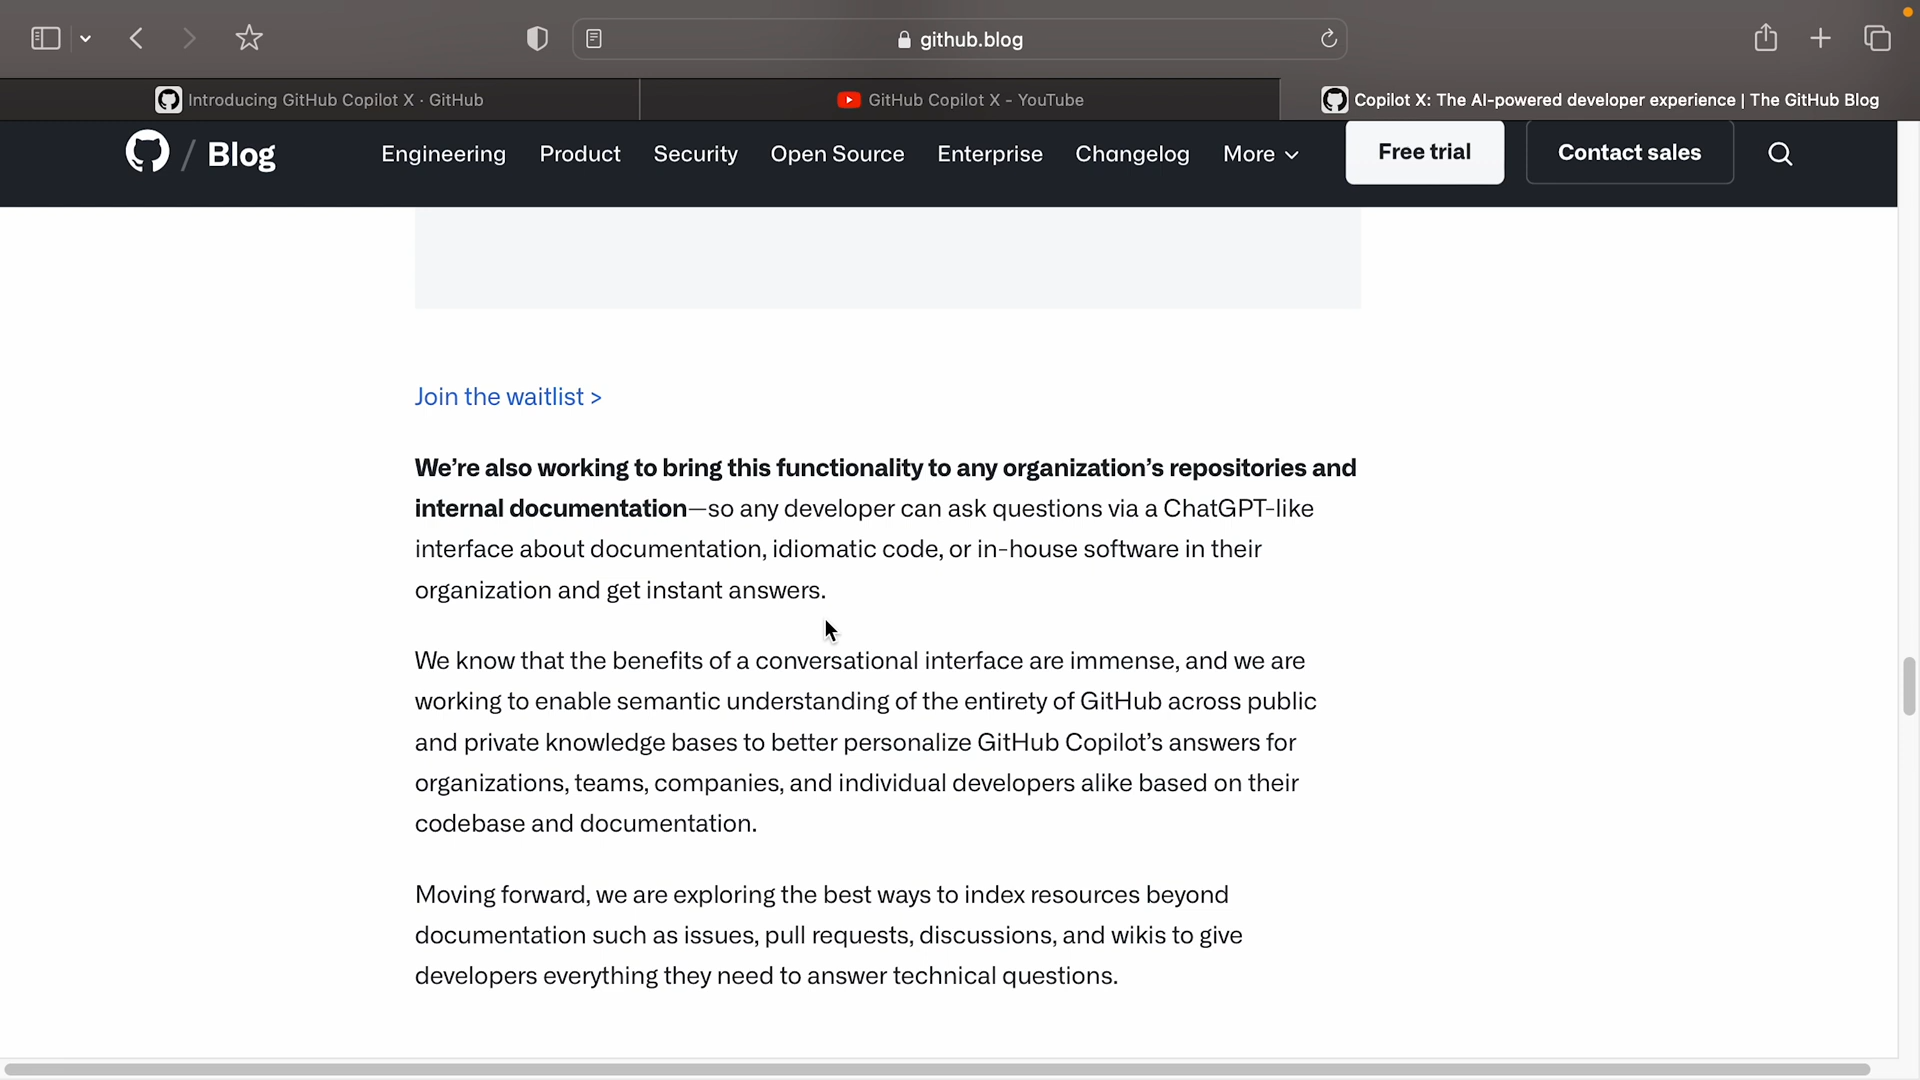 github.blog
Introducing GitHub Copilot X · GitHub
GitHub Copilot X - YouTube
Copilot X: The AI-powered developer experience | The GitHub Blog
/ Blog
Engineering
Product
Security
Open Source
Enterprise
Changelog
More
Free trial
Contact sales
Join the waitlist >
We’re also working to bring this functionality to any organization’s repositories and
internal documentation—so any developer can ask questions via a ChatGPT-like
interface about documentation, idiomatic code, or in-house software in their
organization and get instant answers.
We know that the benefits of a conversational interface are immense, and we are
working to enable semantic understanding of the entirety of GitHub across public
and private knowledge bases to better personalize GitHub Copilot’s answers for
organizations, teams, companies, and individual developers alike based on their
codebase and documentation.
Moving forward, we are exploring the best ways to index resources beyond
documentation such as issues, pull requests, discussions, and wikis to give
developers everything they need to answer technical questions.